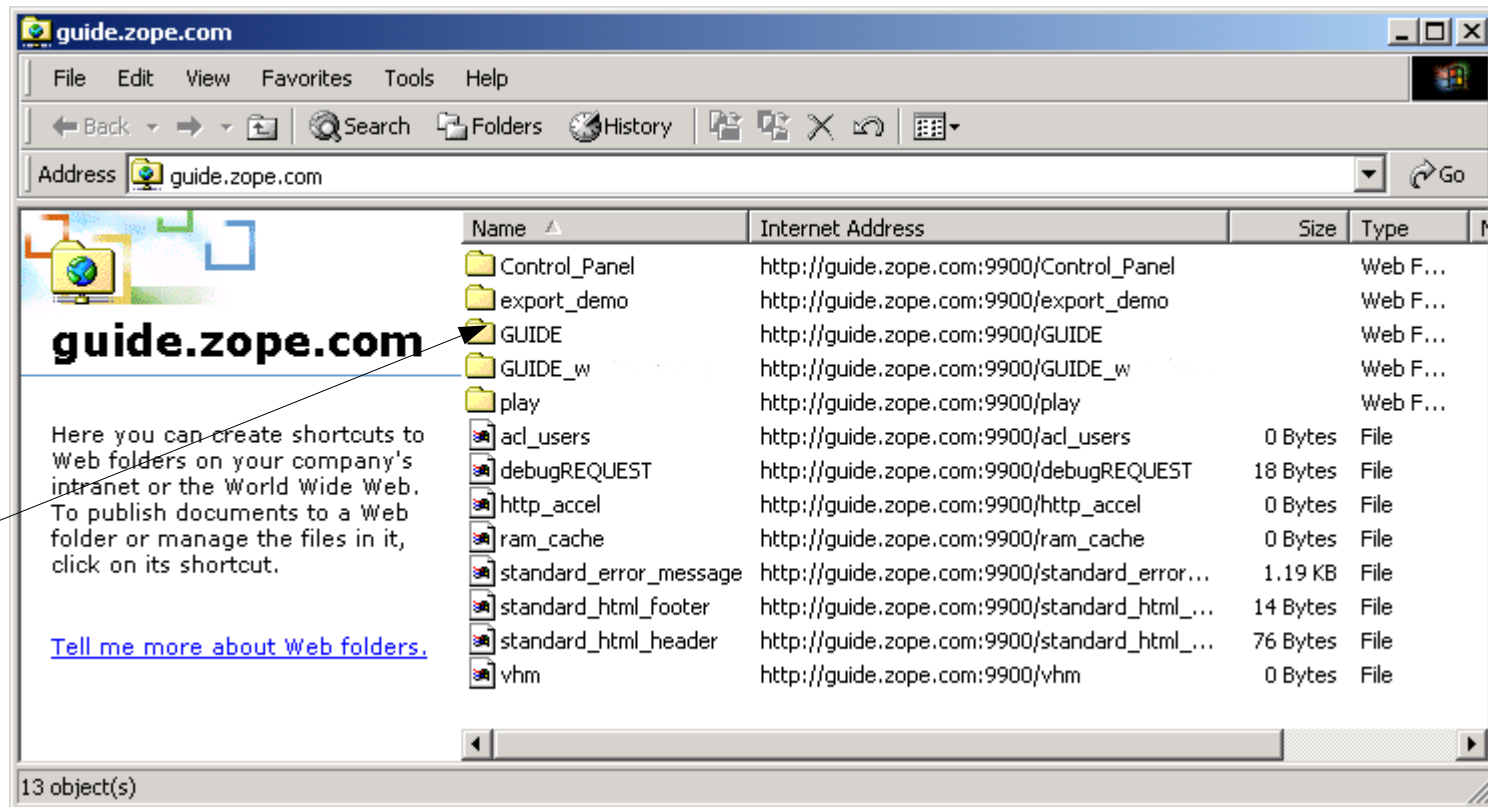 guide.zope.com
File Edit View Favorites Tools Help
Back Search Folders History
Address guide.zope.com Go
Name Internet Address Size Type
Control_Panel http://guide.zope.com:9900/Control_Panel Web F...
export_demo http://guide.zope.com:9900/export_demo Web F...
GUIDE http://guide.zope.com:9900/GUIDE Web F...
GUIDE_w http://guide.zope.com:9900/GUIDE_w Web F...
play http://guide.zope.com:9900/play Web F...
acl_users http://guide.zope.com:9900/acl_users 0 Bytes File
debugREQUEST http://guide.zope.com:9900/debugREQUEST 18 Bytes File
http_accel http://guide.zope.com:9900/http_accel 0 Bytes File
ram_cache http://guide.zope.com:9900/ram_cache 0 Bytes File
standard_error_message http://guide.zope.com:9900/standard_error... 1.19 KB File
standard_html_footer http://guide.zope.com:9900/standard_html_... 14 Bytes File
standard_html_header http://guide.zope.com:9900/standard_html_... 76 Bytes File
vhm http://guide.zope.com:9900/vhm 0 Bytes File
guide.zope.com
Here you can create shortcuts to
Web folders on your company's
intranet or the World Wide Web.
To publish documents to a Web
folder or manage the files in it,
click on its shortcut.
Tell me more about Web folders.
13 object(s)